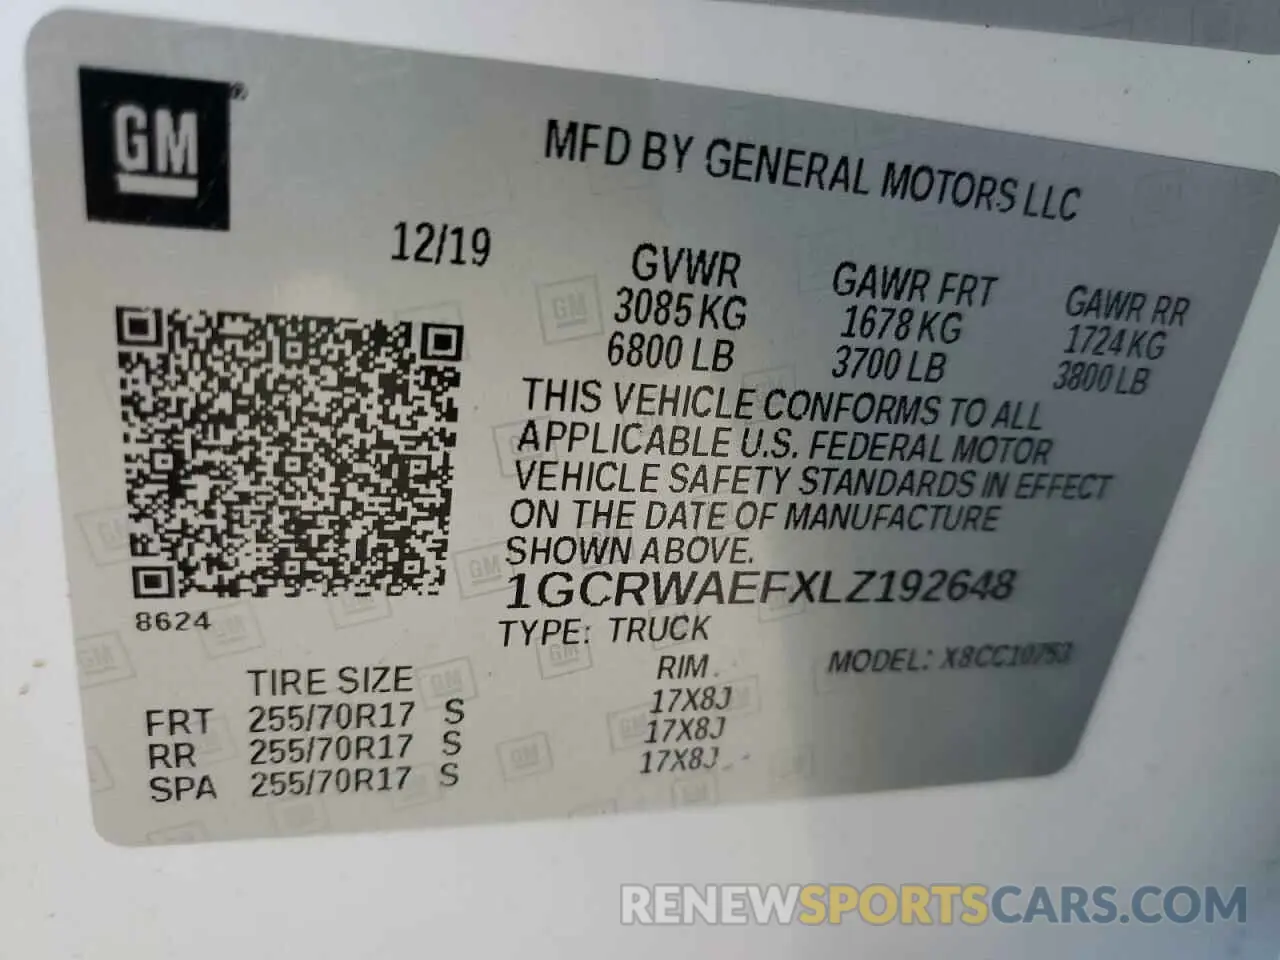 GM®
MFD BY GENERAL MOTORS LLC
12/19
GVWR GAWR FRT GAWR RR
3085 KG 1678 KG 1724 KG
6800 LB 3700 LB 3800 LB
THIS VEHICLE CONFORMS TO ALL
APPLICABLE U.S. FEDERAL MOTOR
VEHICLE SAFETY STANDARDS IN EFFECT
ON THE DATE OF MANUFACTURE
SHOWN ABOVE.
1GCRWAEFXLZ192648
8624
TYPE: TRUCK
MODEL: X8CC10753
TIRE SIZE RIM
FRT 255/70R17 S 17X8J
RR 255/70R17 S 17X8J
SPA 255/70R17 S 17X8J
RENEWSPORTSCARS.COM